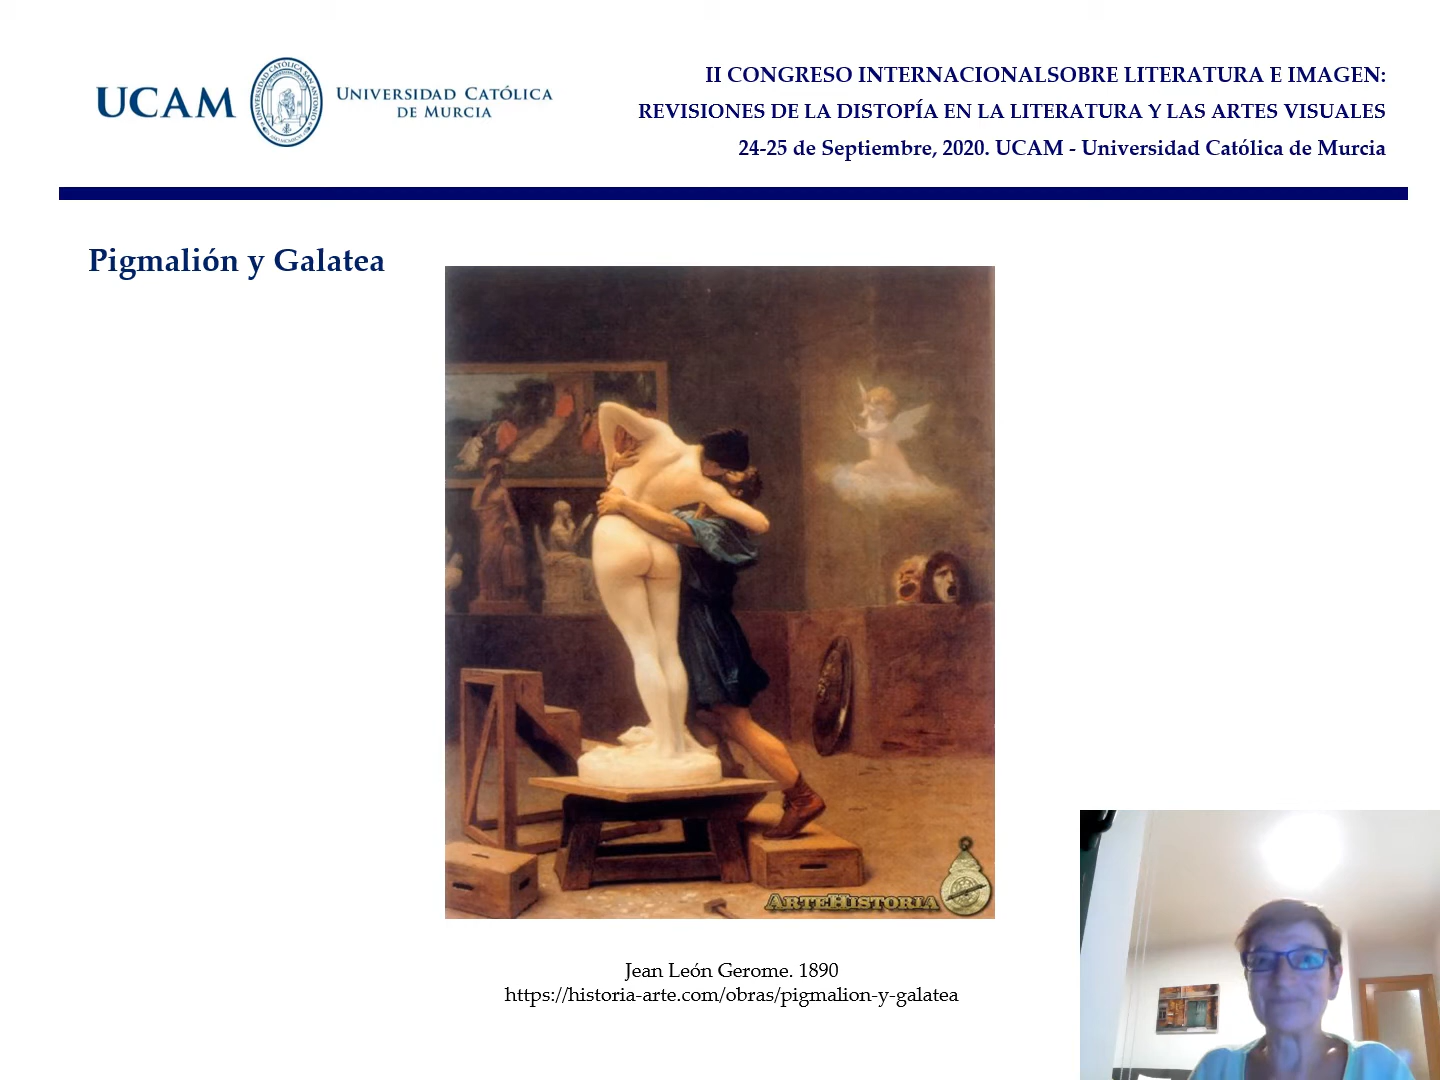 UCAM
UNIVERSIDAD CATÓLICA
DE MURCIA
II CONGRESO INTERNACIONALSOBRE LITERATURA E IMAGEN:
REVISIONES DE LA DISTOPÍA EN LA LITERATURA Y LAS ARTES VISUALES
24-25 de Septiembre, 2020. UCAM - Universidad Católica de Murcia
Pigmalión y Galatea
ARTEHISTORIA
Jean León Gerome. 1890
https://historia-arte.com/obras/pigmalion-y-galatea